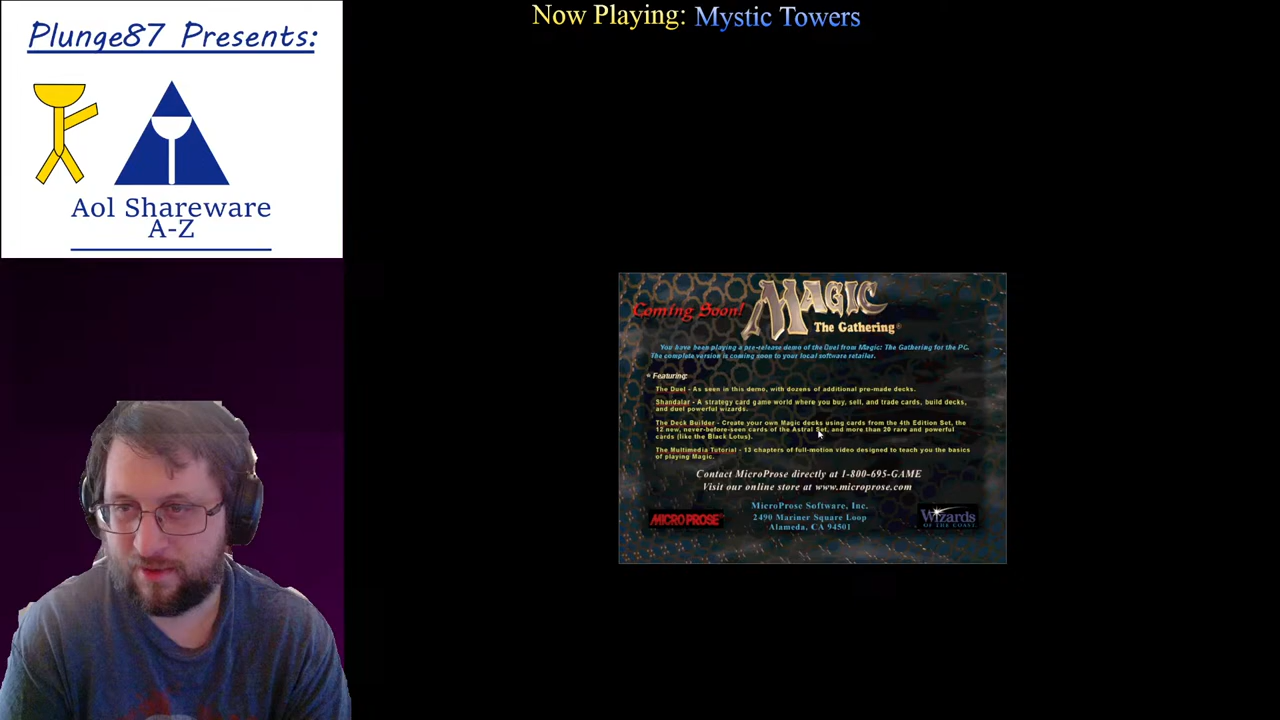 Now Playing: Mystic Towers
Plunge87 Presents:
Aol Shareware
A-Z
Coming Soon!
MAGIC
The Gathering®
You have been playing a pre-release demo of the Duel from Magic: The Gathering for the PC.
The complete version is coming soon to your local software retailer.
Featuring:
The Duel - As seen in this demo, with dozens of additional pre-made decks.
Shandalar - A strategy card game world where you buy, sell, and trade cards, build decks,
and duel powerful wizards.
The Deck Builder - Create your own Magic decks using cards from the 4th Edition Set, the
12 new, never-before-seen cards of the Astral Set, and more than 20 rare and powerful
cards (like the Black Lotus).
The Multimedia Tutorial - 13 chapters of full-motion video designed to teach you the basics
of playing Magic.
Contact MicroProse directly at 1-800-695-GAME
Visit our online store at www.microprose.com
MicroProse Software, Inc.
2490 Mariner Square Loop
Alameda, CA 94501
MICROPROSE
Wizards
OF THE COAST